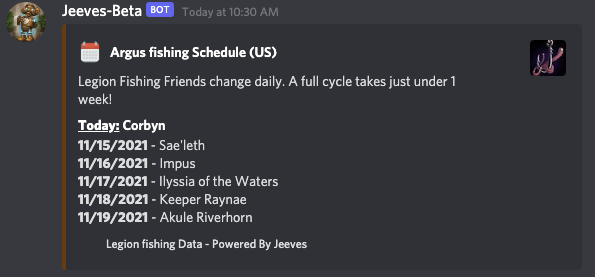 Jeeves-Beta BOT Today at 10:30 AM
Argus fishing Schedule (US)
Legion Fishing Friends change daily. A full cycle takes just under 1
week!
Today: Corbyn
11/15/2021 - Sae'leth
11/16/2021 - Impus
11/17/2021 - Ilyssia of the Waters
11/18/2021 - Keeper Raynae
11/19/2021 - Akule Riverhorn
Legion fishing Data - Powered By Jeeves